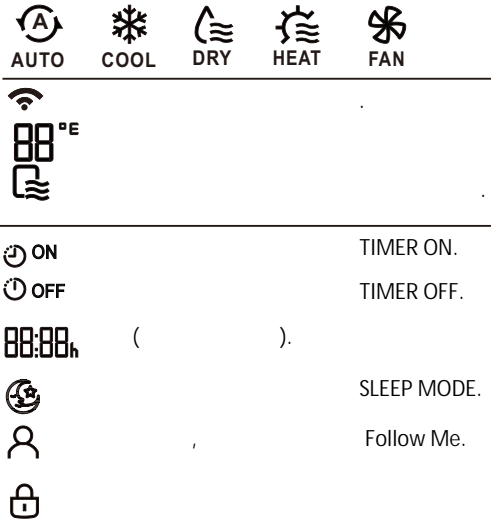 A
AUTO COOL DRY HEAT FAN
.
88°E
.
ON TIMER ON.
OFF TIMER OFF.
88:88h ( ).
SLEEP MODE.
, Follow Me.